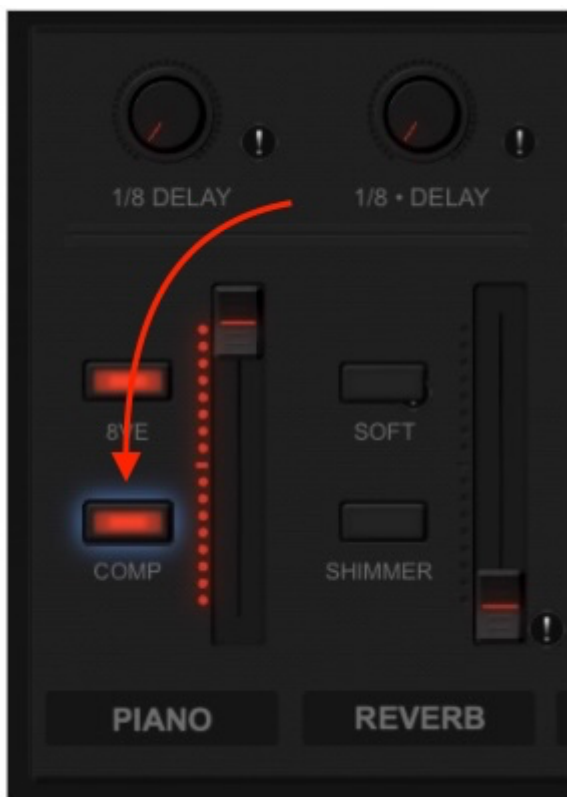 1/8 DELAY
1/8 • DELAY
8VE
SOFT
COMP
SHIMMER
PIANO
REVERB